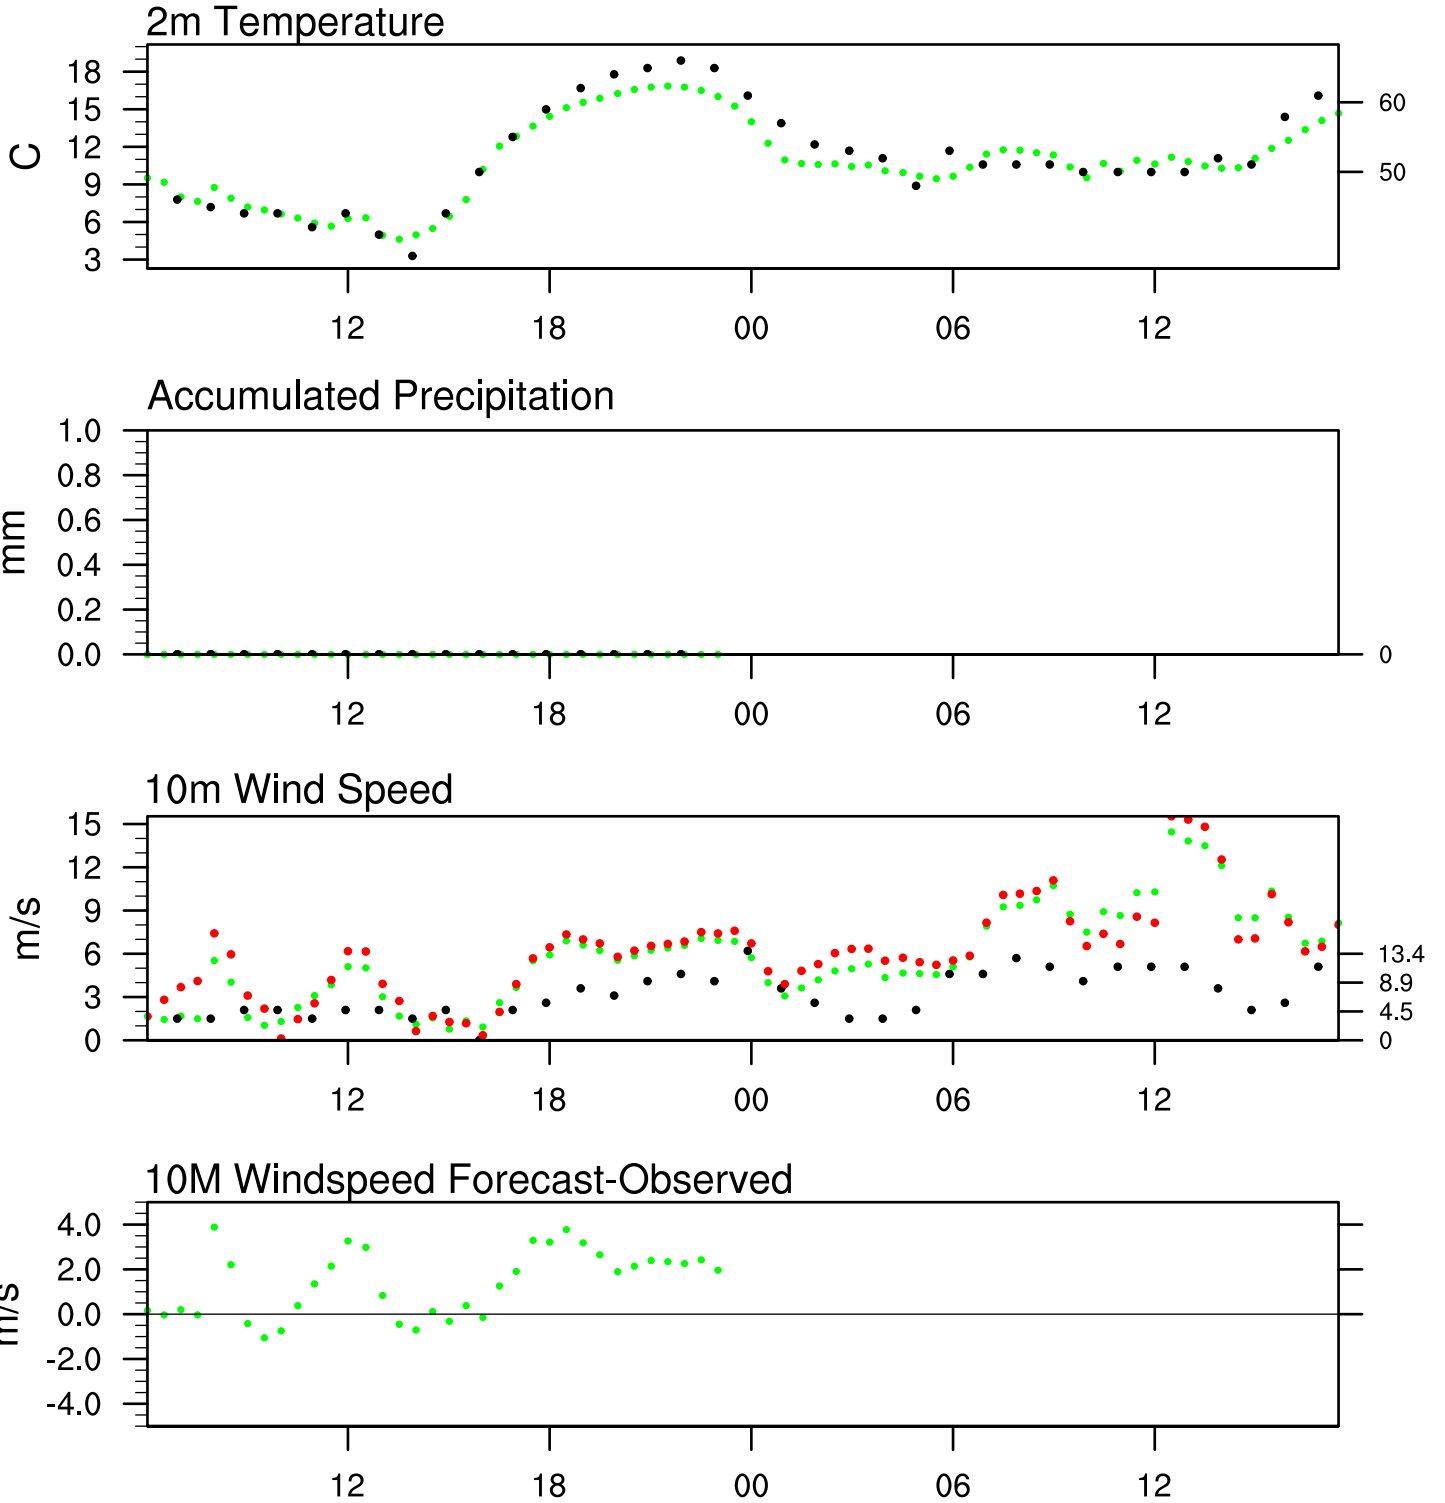 2m Temperature
18
15
12
9
6
3
C
60
50
12 18 00 06 12
Accumulated Precipitation
1.0
0.8
0.6
0.4
0.2
0.0
mm
0
12 18 00 06 12
10m Wind Speed
15
12
9
6
3
0
m/s
13.4
8.9
4.5
0
12 18 00 06 12
10M Windspeed Forecast-Observed
4.0
2.0
0.0
-2.0
-4.0
m/s
12 18 00 06 12